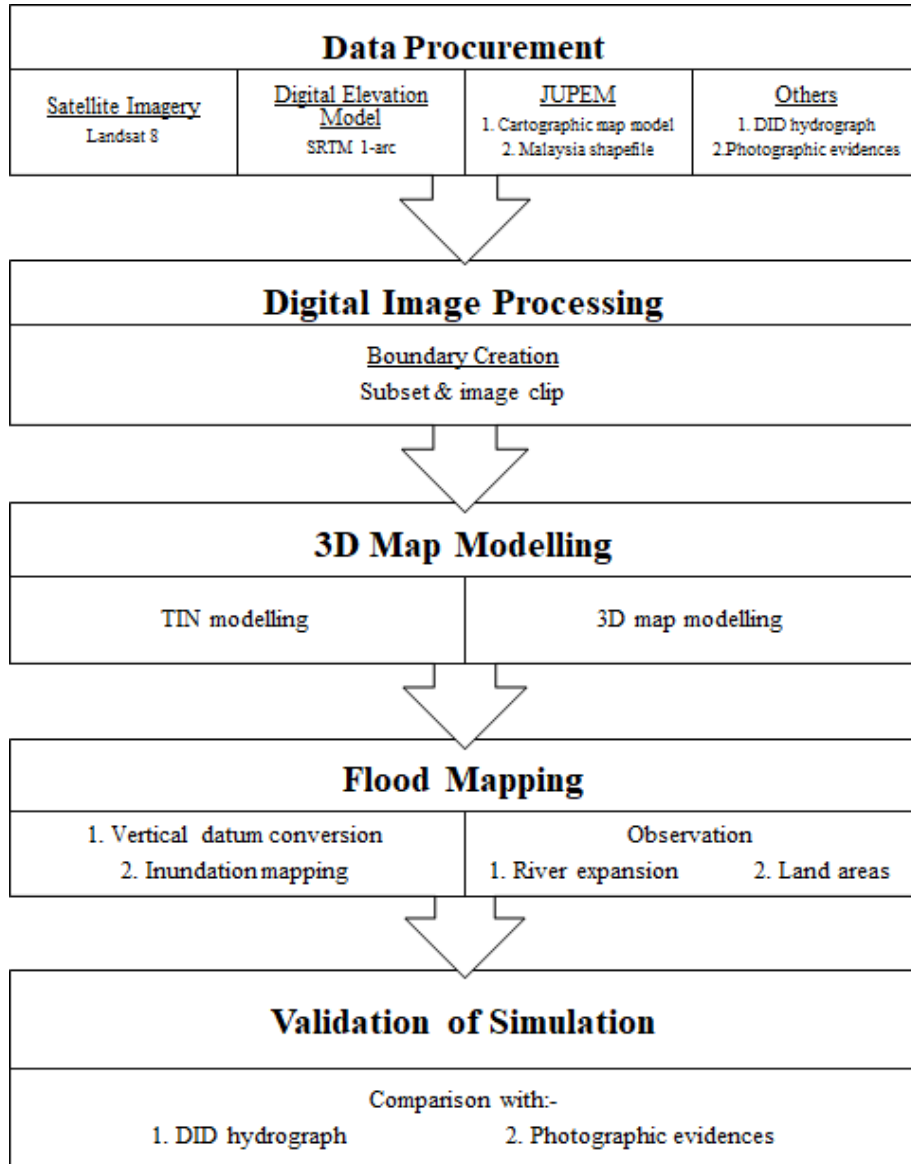 Data Procurement
Satellite Imagery
Landsat 8
Digital Elevation
Model
SRTM 1-arc
JUPEM
1. Cartographic map model
2. Malaysia shapefile
Others
1. DID hydrograph
2.Photographic evidences
Digital Image Processing
Boundary Creation
Subset & image clip
3D Map Modelling
TIN modelling
3D map modelling
Flood Mapping
1. Vertical datum conversion
2. Inundation mapping
Observation
1. River expansion 2. Land areas
Validation of Simulation
Comparison with:-
1. DID hydrograph 2. Photographic evidences